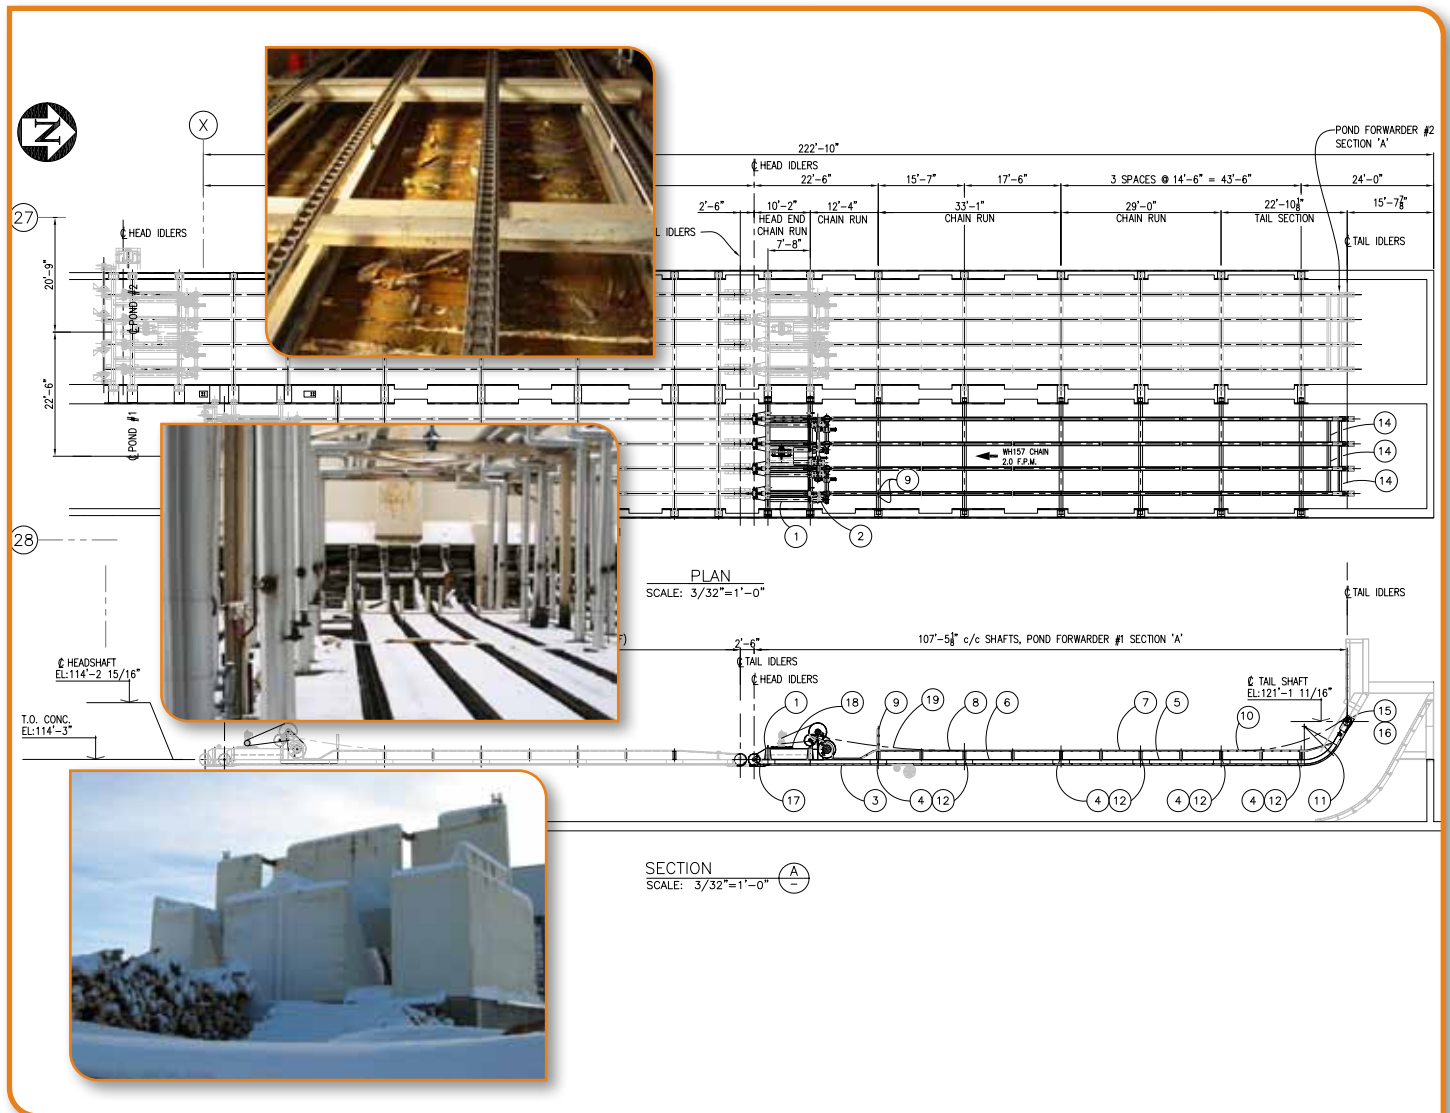 N
X
222'-10"
POND FORWARDER #2
SECTION 'A'
℄ HEAD IDLERS
22'-6"
15'-7"
17'-6"
3 SPACES @ 14'-6" = 43'-6"
24'-0"
27
℄ HEAD IDLERS
2'-6"
10'-2"
12'-4"
33'-1"
29'-0"
22'-10⅛"
15'-7⅞"
HEAD END
CHAIN RUN
CHAIN RUN
CHAIN RUN
CHAIN RUN
TAIL SECTION
IDLERS
7'-8"
℄ TAIL IDLERS
20'-9"
℄ POND #2
22'-6"
℄ POND #1
14
WH157 CHAIN
2.0 F.P.M.
14
9
14
1
2
28
PLAN
SCALE: 3/32"=1'-0"
℄ TAIL IDLERS
2'-6"
107'-5⅛" c/c SHAFTS, POND FORWARDER #1 SECTION 'A'
℄ HEADSHAFT
EL:114'-2 15/16"
℄ TAIL IDLERS
℄ HEAD IDLERS
℄ TAIL SHAFT
EL:121'-1 11/16"
T.O. CONC.
EL:114'-3"
1
18
9
19
8
6
7
5
10
15
16
17
3
4
12
4
12
4
12
4
12
11
SECTION
SCALE: 3/32"=1'-0"
A
-